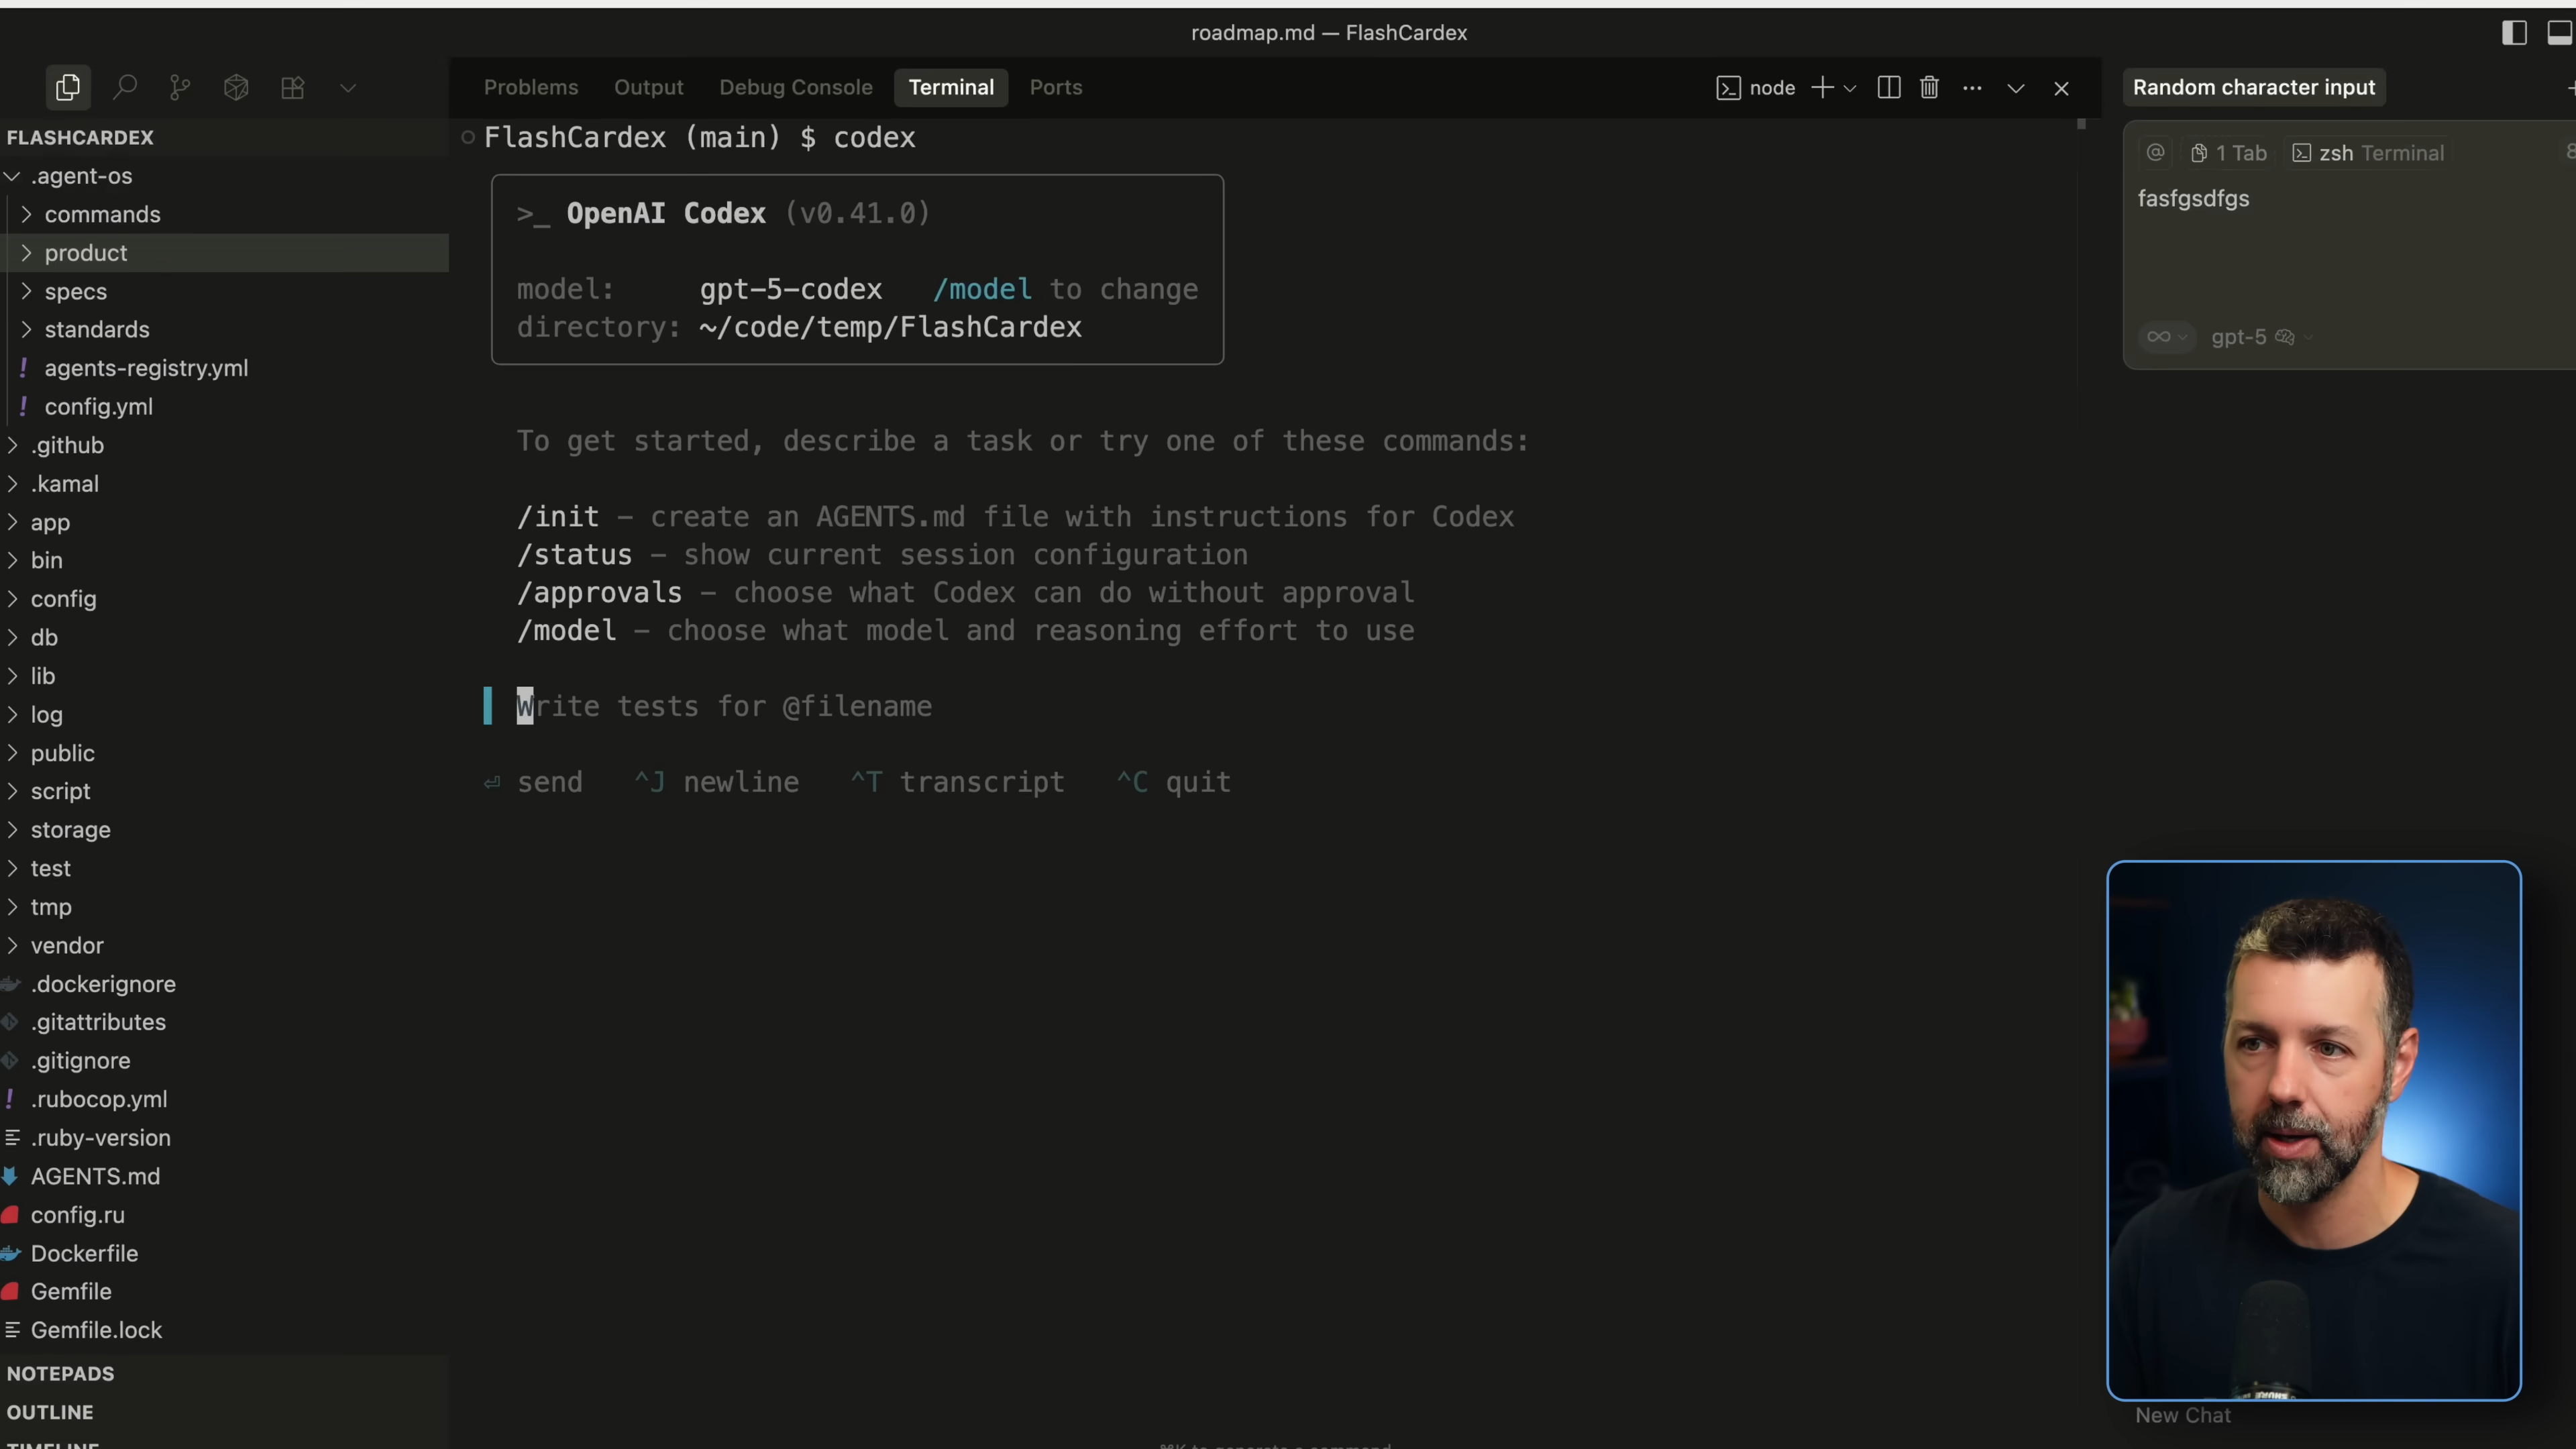 roadmap.md — FlashCardex
Problems Output Debug Console Terminal Ports
node
FLASHCARDEX
.agent-os
commands
product
specs
standards
! agents-registry.yml
! config.yml
.github
.kamal
app
bin
config
db
lib
log
public
script
storage
test
tmp
vendor
.dockerignore
.gitattributes
.gitignore
! .rubocop.yml
.ruby-version
AGENTS.md
config.ru
Dockerfile
Gemfile
Gemfile.lock
NOTEPADS
OUTLINE
TIMELINE
FlashCardex (main) $ codex
>_ OpenAI Codex (v0.41.0)
model: gpt-5-codex /model to change
directory: ~/code/temp/FlashCardex
To get started, describe a task or try one of these commands:
/init - create an AGENTS.md file with instructions for Codex
/status - show current session configuration
/approvals - choose what Codex can do without approval
/model - choose what model and reasoning effort to use
Write tests for @filename
⏎ send ^J newline ^T transcript ^C quit
⌘K to generate a command
Random character input
@ 1 Tab zsh Terminal
fasfgsdfgs
∞ gpt-5
New Chat